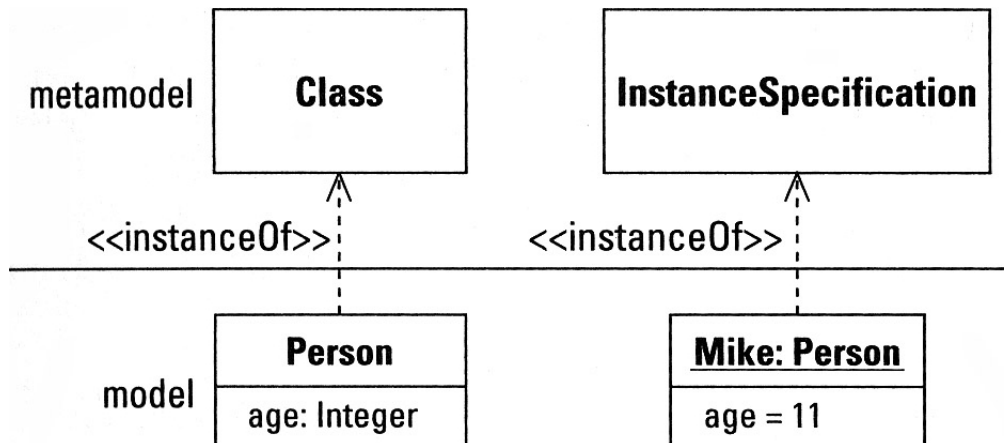 metamodel
Class
InstanceSpecification
<<instanceOf>>
<<instanceOf>>
model
Person
age: Integer
Mike: Person
age = 11